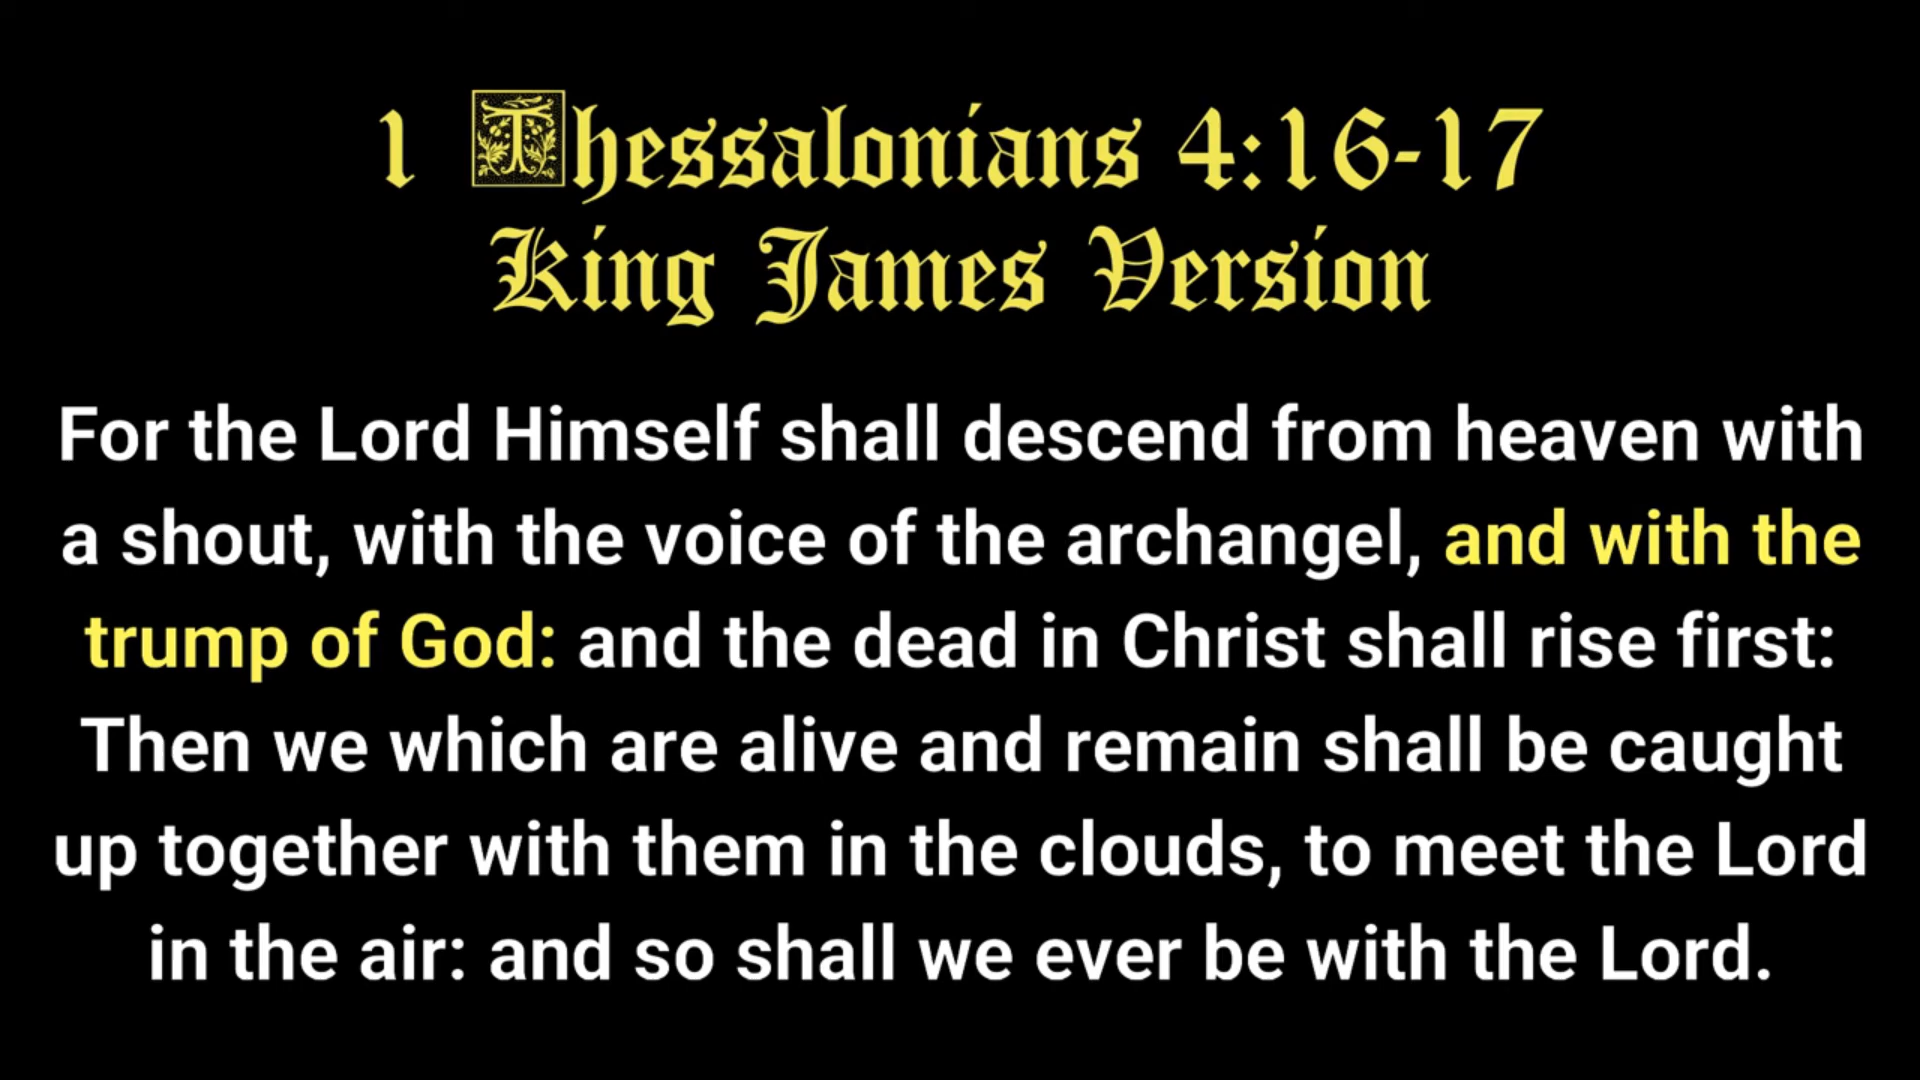 1 Thessalonians 4:16-17
King James Version
For the Lord Himself shall descend from heaven with
a shout, with the voice of the archangel, and with the
trump of God: and the dead in Christ shall rise first:
Then we which are alive and remain shall be caught
up together with them in the clouds, to meet the Lord
in the air: and so shall we ever be with the Lord.